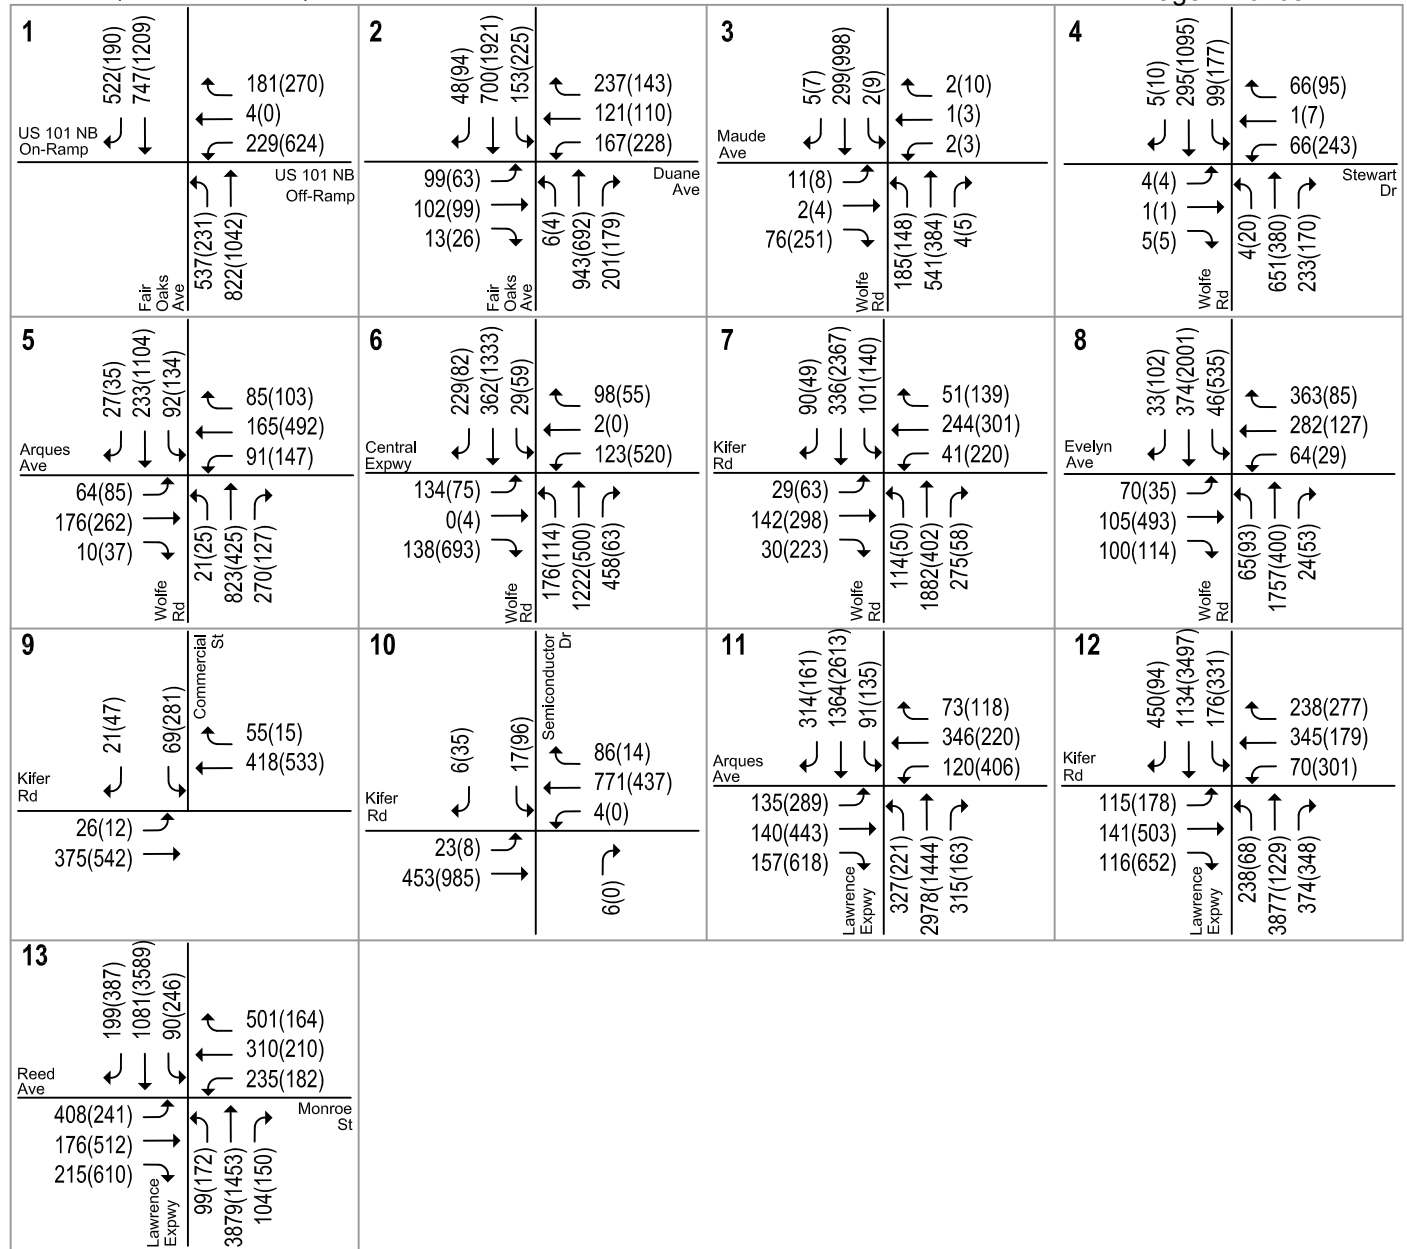 1
522(190)
747(1209)
181(270)
4(0)
229(624)
US 101 NB
On-Ramp
US 101 NB
Off-Ramp
537(231)
822(1042)
Fair
Oaks
Ave
2
48(94)
700(1921)
153(225)
237(143)
121(110)
167(228)
99(63)
102(99)
13(26)
Duane
Ave
6(4)
943(692)
201(179)
Fair
Oaks
Ave
3
5(7)
299(998)
2(9)
2(10)
1(3)
2(3)
Maude
Ave
11(8)
2(4)
76(251)
185(148)
541(384)
4(5)
Wolfe
Rd
4
5(10)
295(1095)
99(177)
66(95)
1(7)
66(243)
4(4)
1(1)
5(5)
Stewart
Dr
4(20)
651(380)
233(170)
Wolfe
Rd
5
27(35)
233(1104)
92(134)
85(103)
165(492)
91(147)
Arques
Ave
64(85)
176(262)
10(37)
21(25)
823(425)
270(127)
Wolfe
Rd
6
229(82)
362(1333)
29(59)
98(55)
2(0)
123(520)
Central
Expwy
134(75)
0(4)
138(693)
176(114)
1222(500)
458(63)
Wolfe
Rd
7
90(49)
336(2367)
101(140)
51(139)
244(301)
41(220)
Kifer
Rd
29(63)
142(298)
30(223)
114(50)
1882(402)
275(58)
Wolfe
Rd
8
33(102)
374(2001)
46(535)
363(85)
282(127)
64(29)
Evelyn
Ave
70(35)
105(493)
100(114)
65(93)
1757(400)
24(53)
Wolfe
Rd
9
21(47)
69(281)
Commercial
St
55(15)
418(533)
Kifer
Rd
26(12)
375(542)
10
6(35)
17(96)
Semiconductor
Dr
86(14)
771(437)
4(0)
Kifer
Rd
23(8)
453(985)
6(0)
11
314(161)
1364(2613)
91(135)
73(118)
346(220)
120(406)
Arques
Ave
135(289)
140(443)
157(618)
327(221)
2978(1444)
315(163)
Lawrence
Expwy
12
450(94)
1134(3497)
176(331)
238(277)
345(179)
70(301)
Kifer
Rd
115(178)
141(503)
116(652)
238(68)
3877(1229)
374(348)
Lawrence
Expwy
13
199(387)
1081(3589)
90(246)
501(164)
310(210)
235(182)
Reed
Ave
408(241)
176(512)
215(610)
Monroe
St
99(172)
3879(1453)
104(150)
Lawrence
Expwy